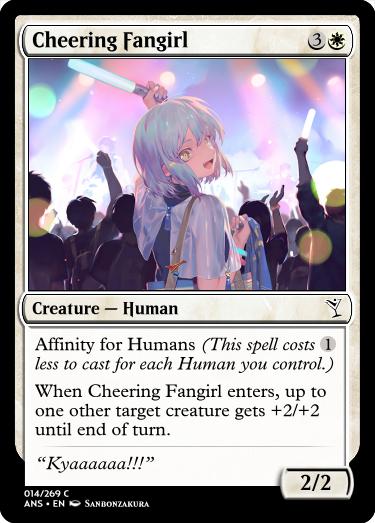 Cheering Fangirl 3
Creature — Human
Affinity for Humans (This spell costs 1
less to cast for each Human you control.)
When Cheering Fangirl enters, up to
one other target creature gets +2/+2
until end of turn.
“Kyaaaaaa!!!”
2/2
014/269 C
ANS • EN Sanbonzakura